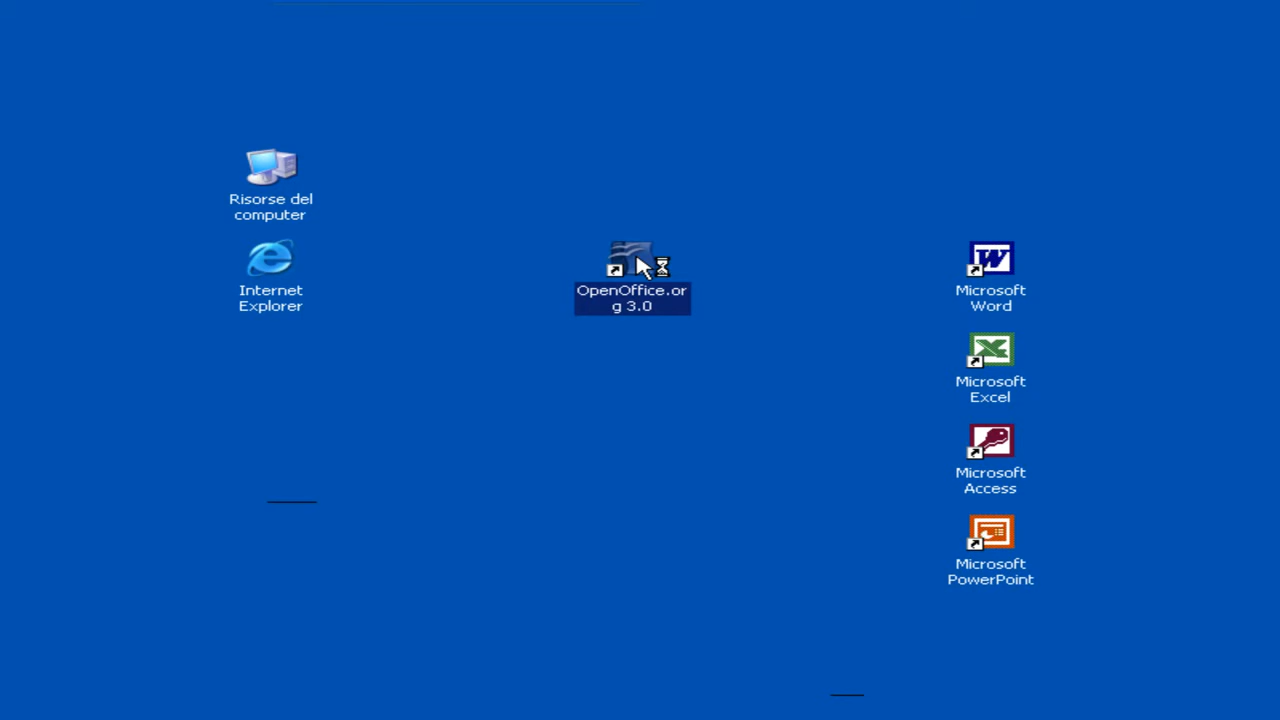 Risorse del
computer
Internet
Explorer
OpenOffice.or
g 3.0
Microsoft
Word
Microsoft
Excel
Microsoft
Access
Microsoft
PowerPoint